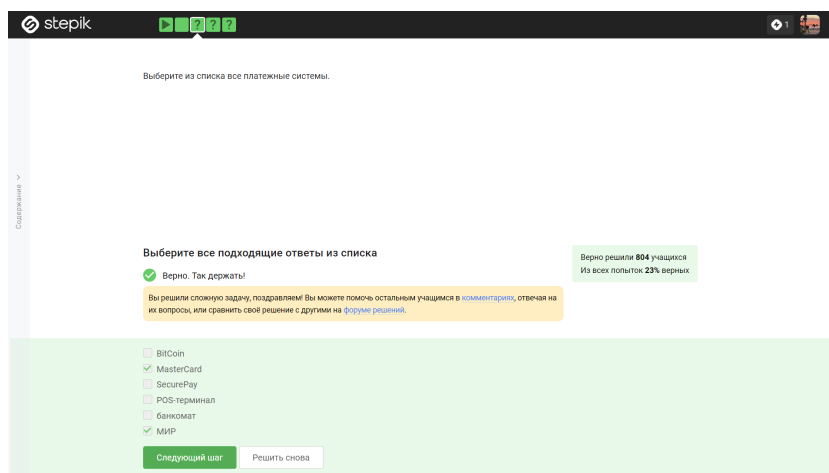 stepik
? ? ?
1
Выберите из списка все платежные системы.
Содержание
Выберите все подходящие ответы из списка
Верно решили 804 учащихся
Из всех попыток 23% верных
Верно. Так держать!
Вы решили сложную задачу, поздравляем! Вы можете помочь остальным учащимся в комментариях, отвечая на
их вопросы, или сравнить своё решение с другими на форуме решений.
BitCoin
MasterCard
SecurePay
POS-терминал
банкомат
МИР
Следующий шаг
Решить снова